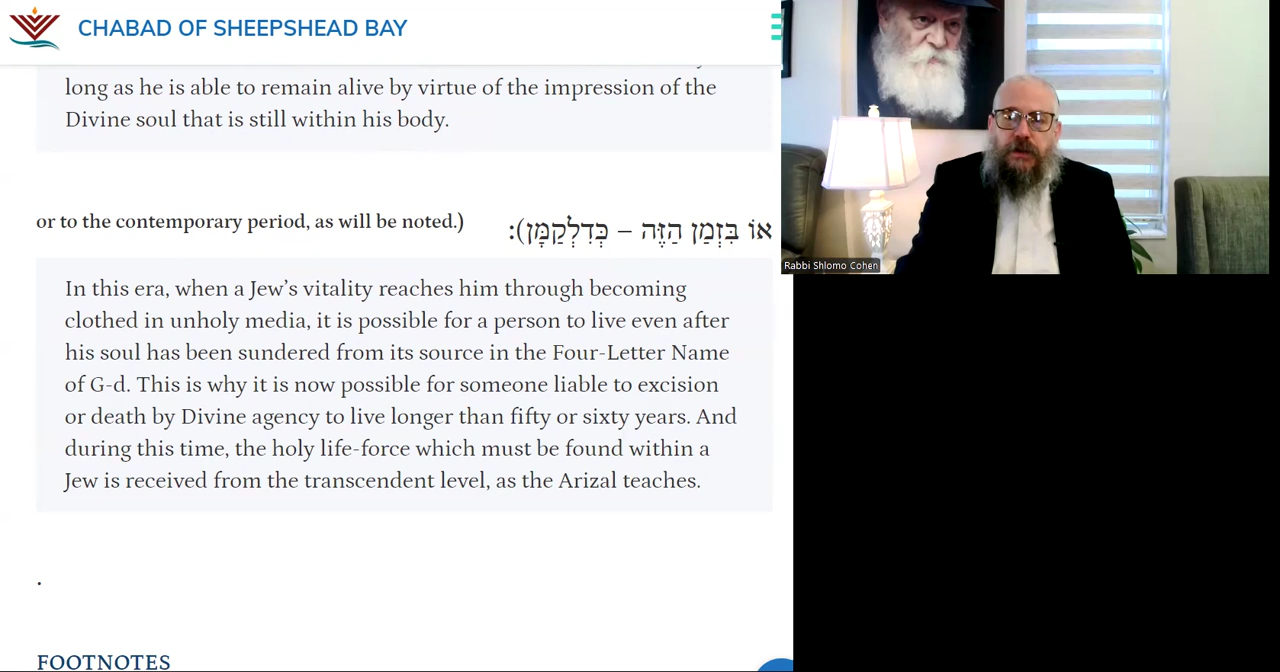 CHABAD OF SHEEPSHEAD BAY
long as he is able to remain alive by virtue of the impression of the
Divine soul that is still within his body.
or to the contemporary period, as will be noted.)
אוֹ בִּזְמַן הַזֶּה – כְּדִלְקַמָּן):
In this era, when a Jew’s vitality reaches him through becoming
clothed in unholy media, it is possible for a person to live even after
his soul has been sundered from its source in the Four-Letter Name
of G-d. This is why it is now possible for someone liable to excision
or death by Divine agency to live longer than fifty or sixty years. And
during this time, the holy life-force which must be found within a
Jew is received from the transcendent level, as the Arizal teaches.
.
FOOTNOTES
Rabbi Shlomo Cohen